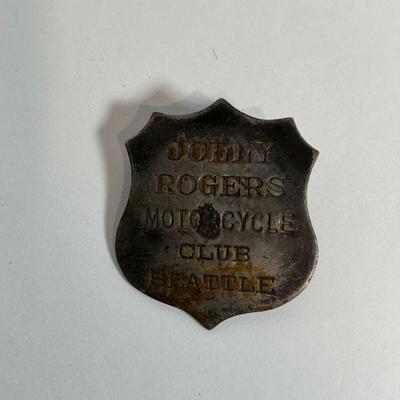 JOLLY
ROGERS
MOTORCYCLE
CLUB
SEATTLE